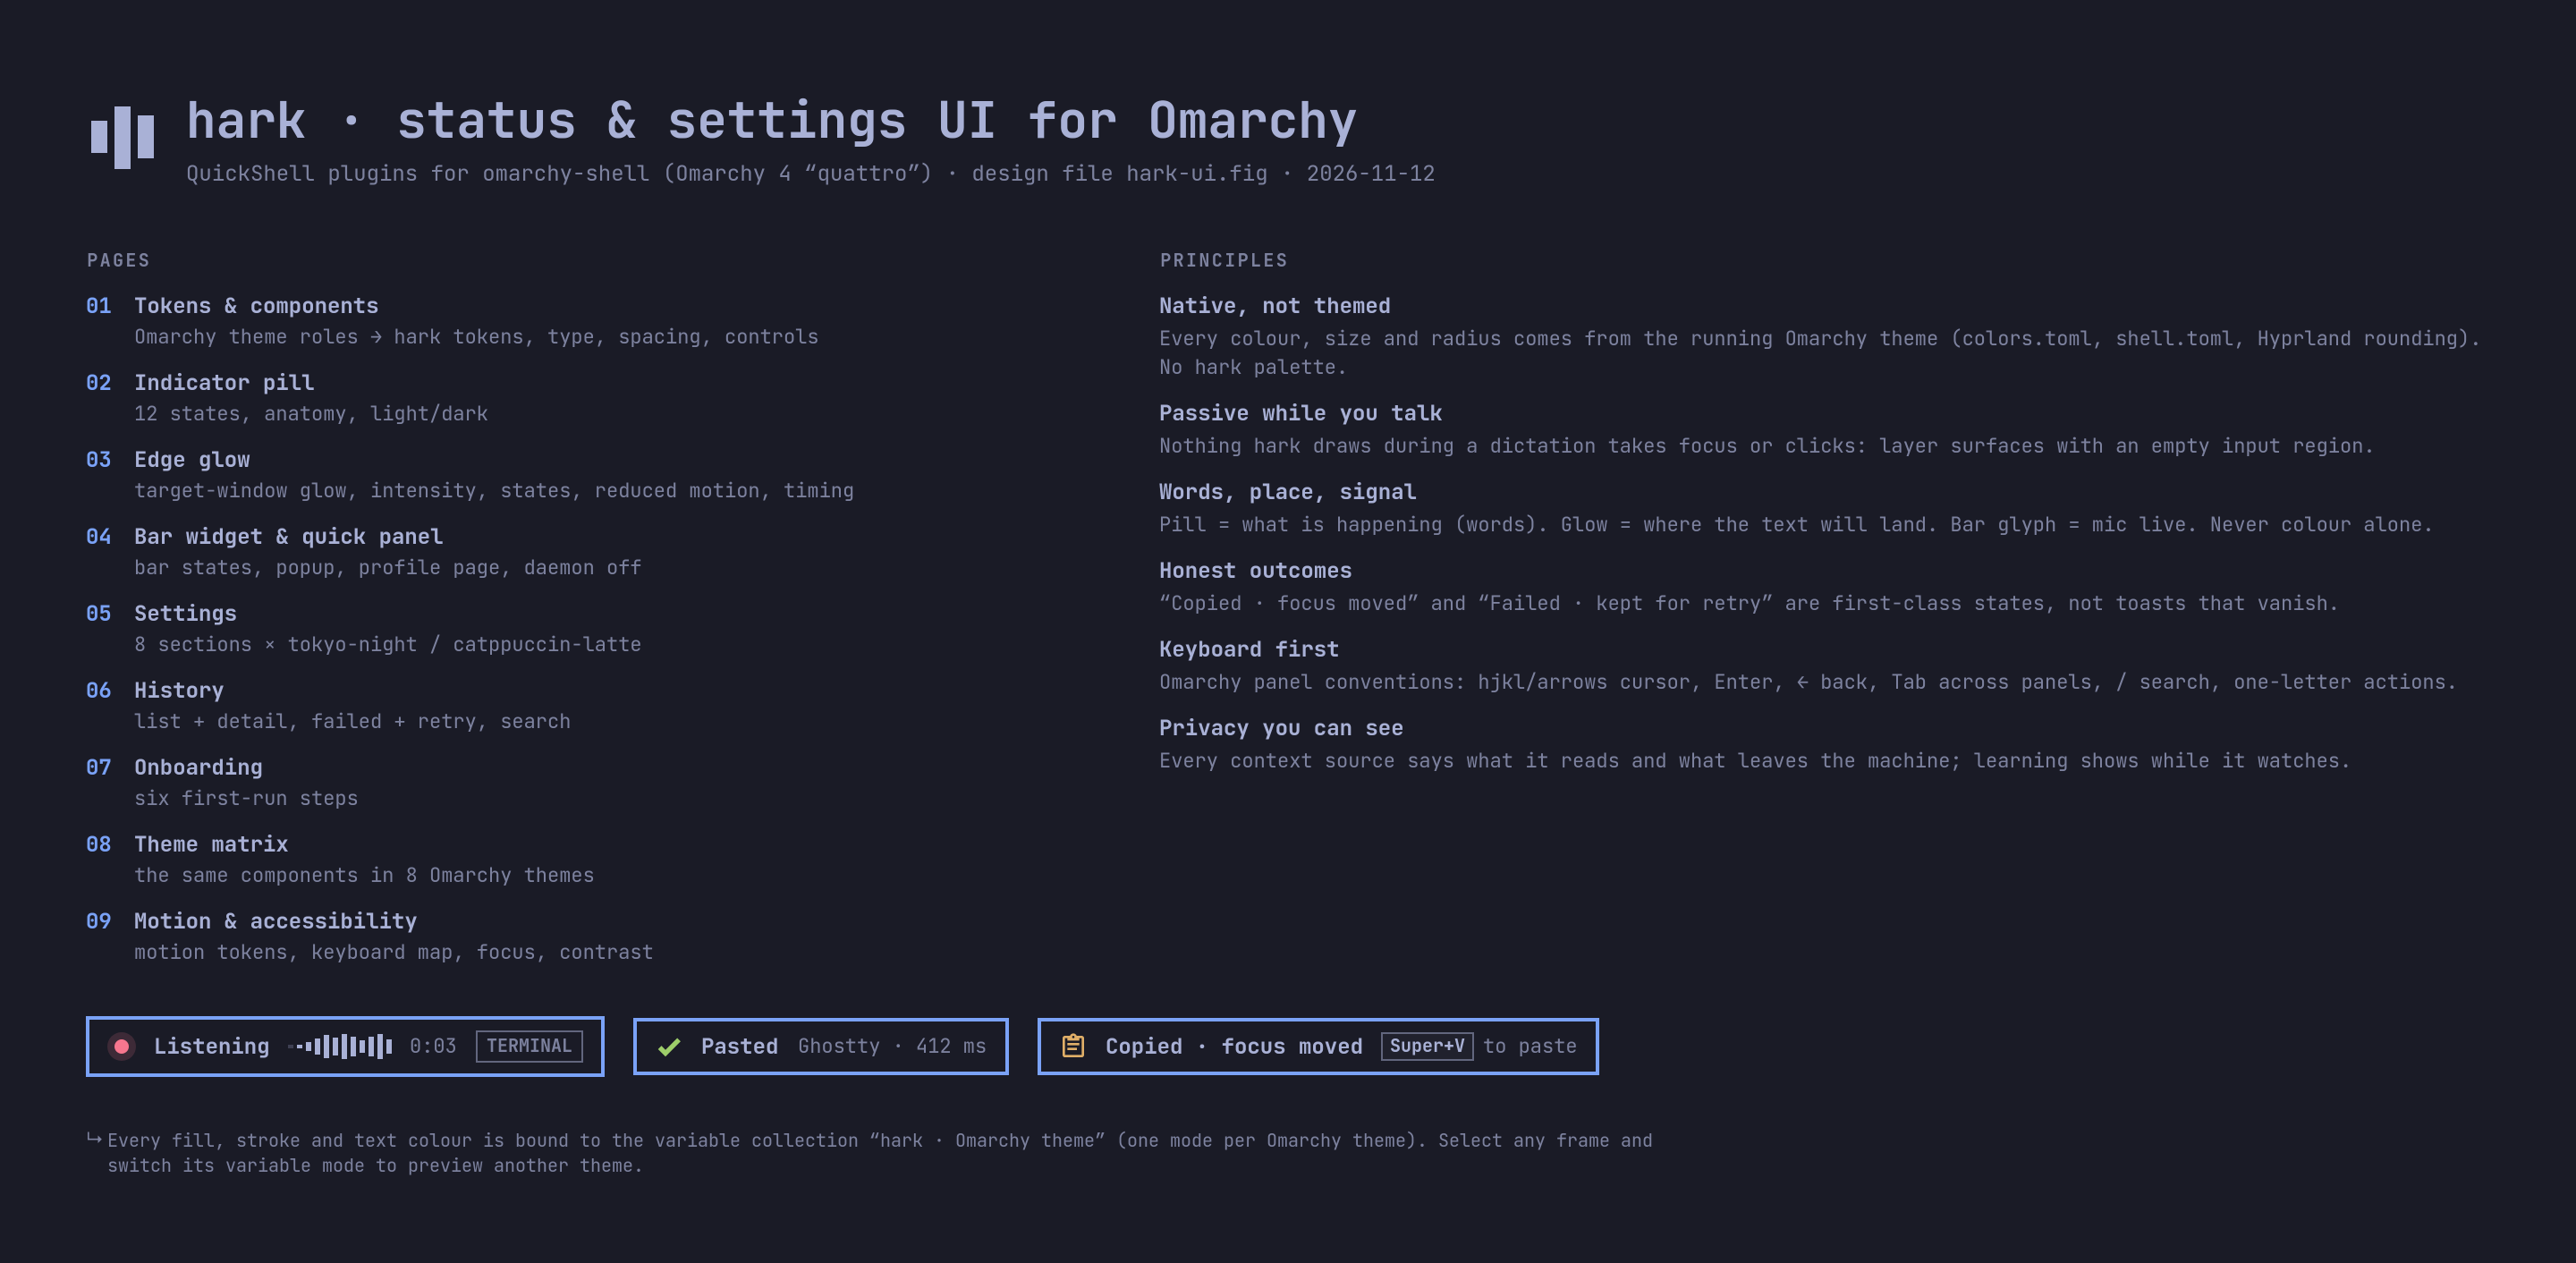 hark · status & settings UI for Omarchy
QuickShell plugins for omarchy-shell (Omarchy 4 “quattro”) · design file hark-ui.fig · 2026-11-12
PAGES
01 Tokens & components
Omarchy theme roles → hark tokens, type, spacing, controls
02 Indicator pill
12 states, anatomy, light/dark
03 Edge glow
target-window glow, intensity, states, reduced motion, timing
04 Bar widget & quick panel
bar states, popup, profile page, daemon off
05 Settings
8 sections × tokyo-night / catppuccin-latte
06 History
list + detail, failed + retry, search
07 Onboarding
six first-run steps
08 Theme matrix
the same components in 8 Omarchy themes
09 Motion & accessibility
motion tokens, keyboard map, focus, contrast
PRINCIPLES
Native, not themed
Every colour, size and radius comes from the running Omarchy theme (colors.toml, shell.toml, Hyprland rounding).
No hark palette.
Passive while you talk
Nothing hark draws during a dictation takes focus or clicks: layer surfaces with an empty input region.
Words, place, signal
Pill = what is happening (words). Glow = where the text will land. Bar glyph = mic live. Never colour alone.
Honest outcomes
“Copied · focus moved” and “Failed · kept for retry” are first-class states, not toasts that vanish.
Keyboard first
Omarchy panel conventions: hjkl/arrows cursor, Enter, ← back, Tab across panels, / search, one-letter actions.
Privacy you can see
Every context source says what it reads and what leaves the machine; learning shows while it watches.
Listening 0:03 TERMINAL
Pasted Ghostty · 412 ms
Copied · focus moved Super+V to paste
↳ Every fill, stroke and text colour is bound to the variable collection “hark · Omarchy theme” (one mode per Omarchy theme). Select any frame and
switch its variable mode to preview another theme.